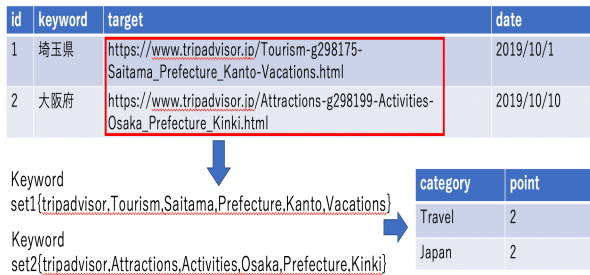 id keyword target date
1 埼玉県 https://www.tripadvisor.jp/Tourism-g298175-
Saitama_Prefecture_Kanto-Vacations.html 2019/10/1
2 大阪府 https://www.tripadvisor.jp/Attractions-g298199-Activities-
Osaka_Prefecture_Kinki.html 2019/10/10
Keyword
set1{tripadvisor,Tourism,Saitama,Prefecture,Kanto,Vacations}
Keyword
set2{tripadvisor,Attractions,Activities,Osaka,Prefecture,Kinki}
category point
Travel 2
Japan 2